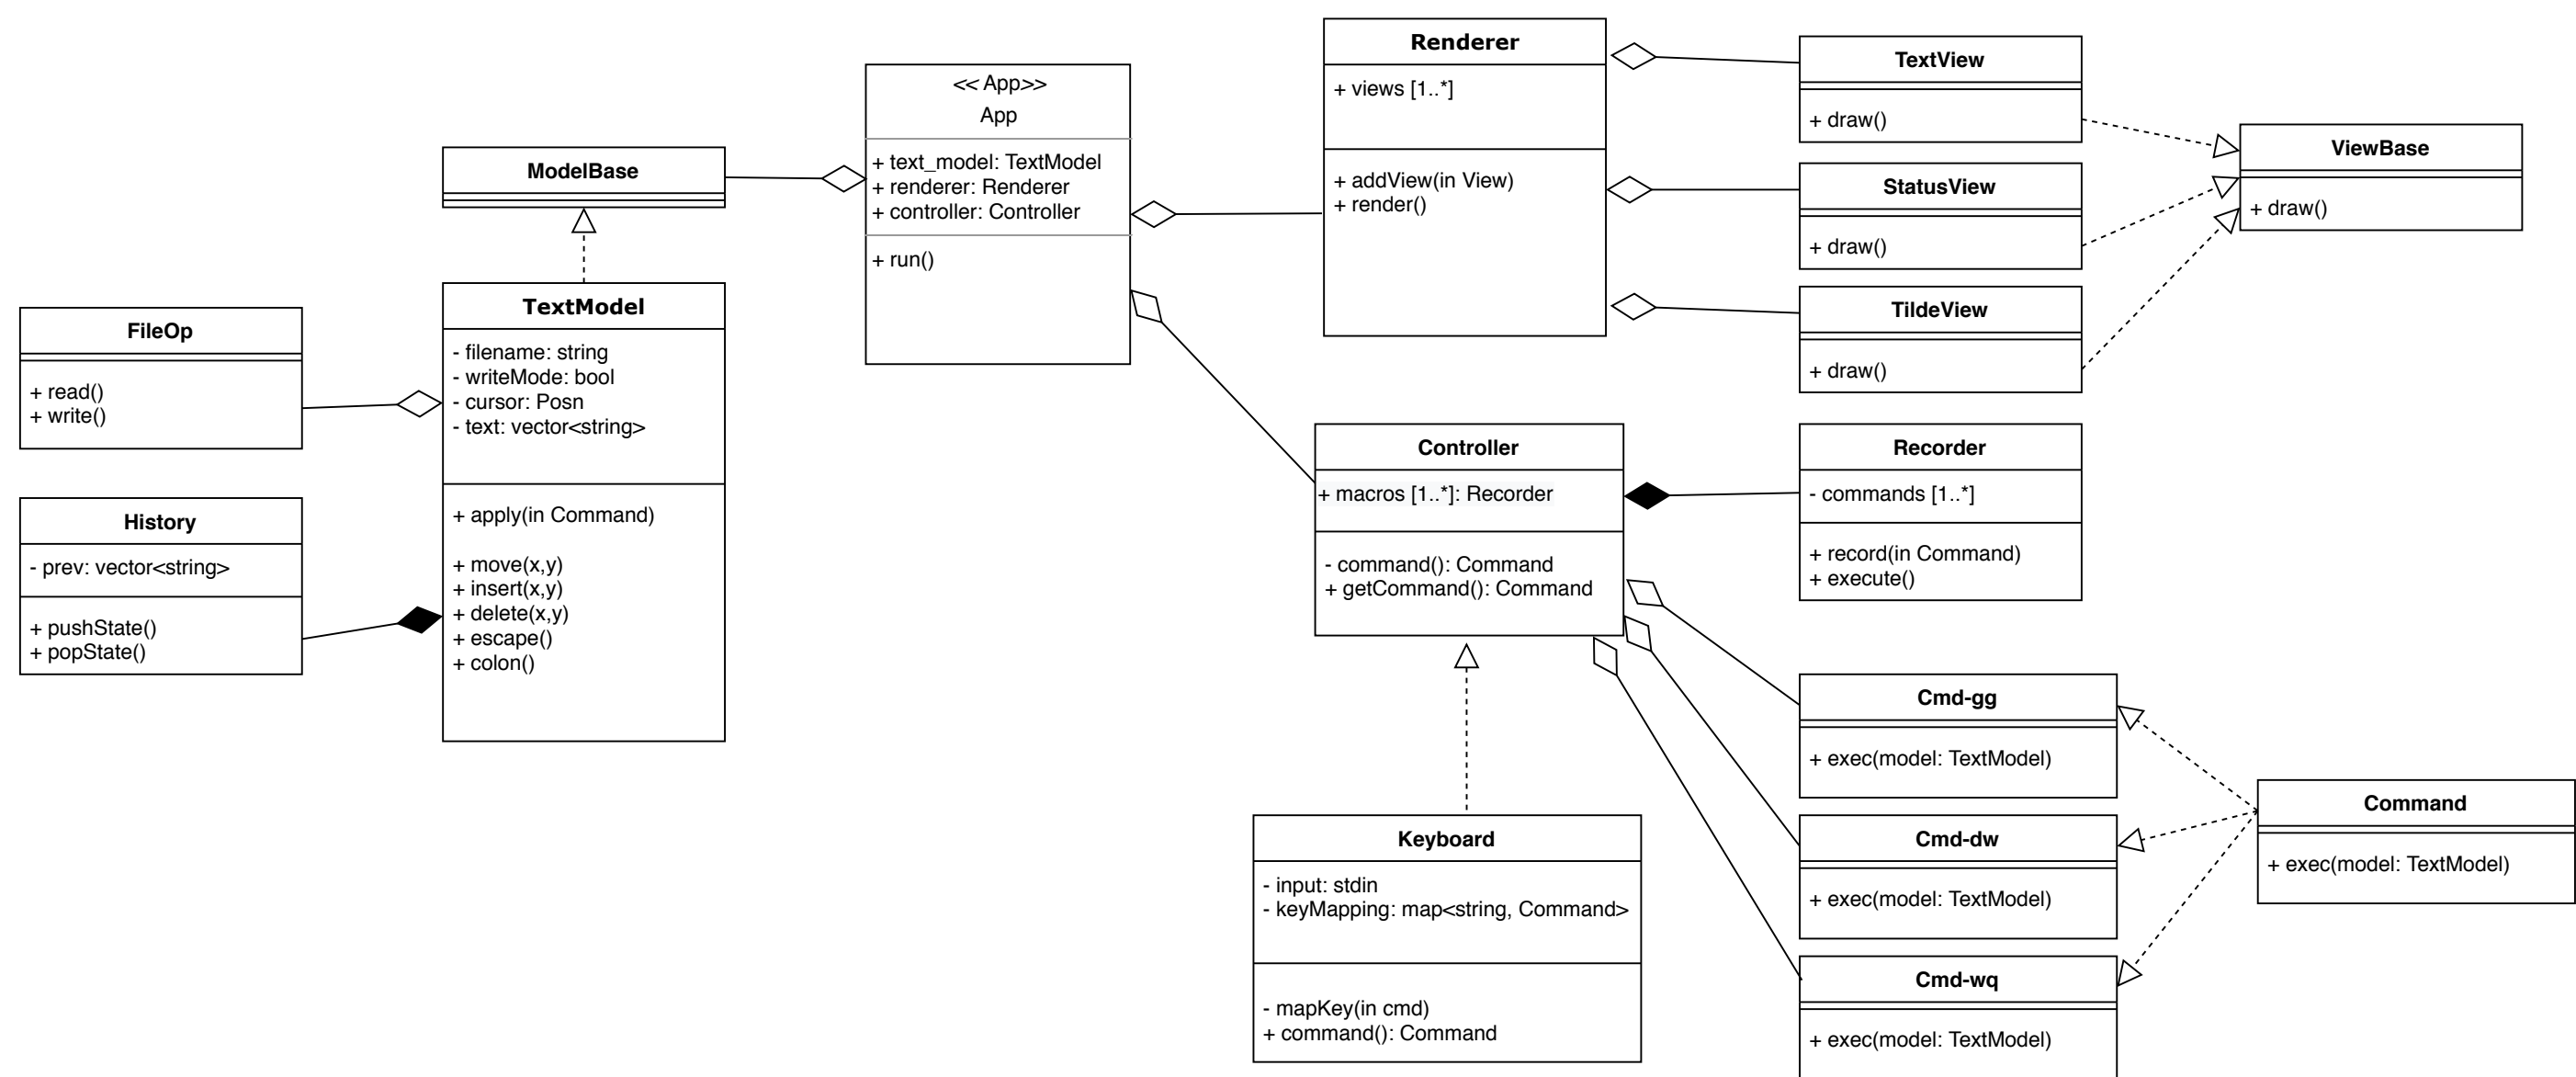 FileOp
+ read()
+ write()
History
- prev: vector<string>
+ pushState()
+ popState()
ModelBase
TextModel
- filename: string
- writeMode: bool
- cursor: Posn
- text: vector<string>
+ apply(in Command)
+ move(x,y)
+ insert(x,y)
+ delete(x,y)
+ escape()
+ colon()
<< App>>
App
+ text_model: TextModel
+ renderer: Renderer
+ controller: Controller
+ run()
Renderer
+ views [1..*]
+ addView(in View)
+ render()
TextView
+ draw()
StatusView
+ draw()
TildeView
+ draw()
ViewBase
+ draw()
Controller
+ macros [1..*]: Recorder
- command(): Command
+ getCommand(): Command
Recorder
- commands [1..*]
+ record(in Command)
+ execute()
Keyboard
- input: stdin
- keyMapping: map<string, Command>
- mapKey(in cmd)
+ command(): Command
Cmd-gg
+ exec(model: TextModel)
Cmd-dw
+ exec(model: TextModel)
Cmd-wq
+ exec(model: TextModel)
Command
+ exec(model: TextModel)